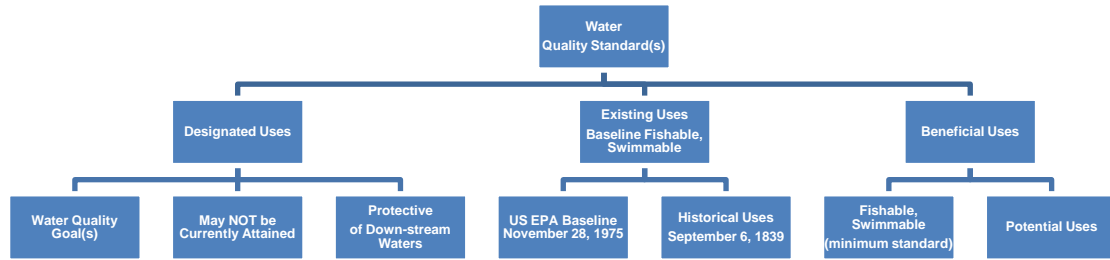 Water
Quality Standard(s)
Designated Uses
Existing Uses
Baseline Fishable,
Swimmable
Beneficial Uses
Water Quality
Goal(s)
May NOT be
Currently Attained
Protective
of Down-stream
Waters
US EPA Baseline
November 28, 1975
Historical Uses
September 6, 1839
Fishable,
Swimmable
(minimum standard)
Potential Uses